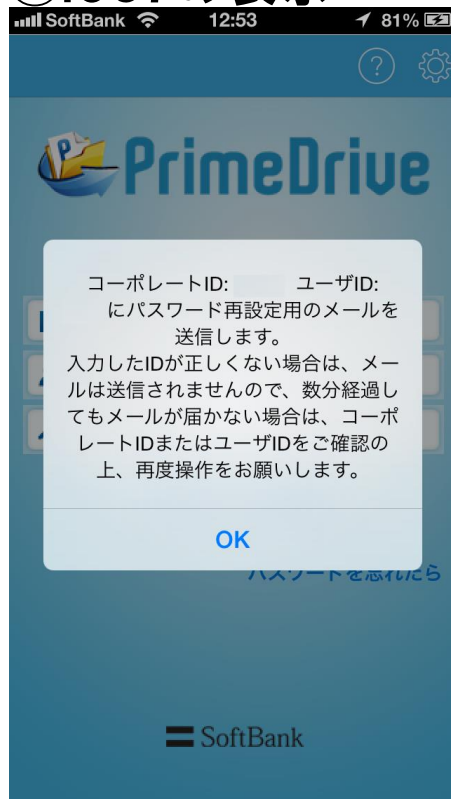 SoftBank 12:53 81%
?
PrimeDrive
コーポレートID: ユーザID:
にパスワード再設定用のメールを
送信します。
入力したIDが正しくない場合は、メー
ルは送信されませんので、数分経過し
てもメールが届かない場合は、コーポ
レートIDまたはユーザIDをご確認の
上、再度操作をお願いします。
OK
パスワードを忘れたら
SoftBank